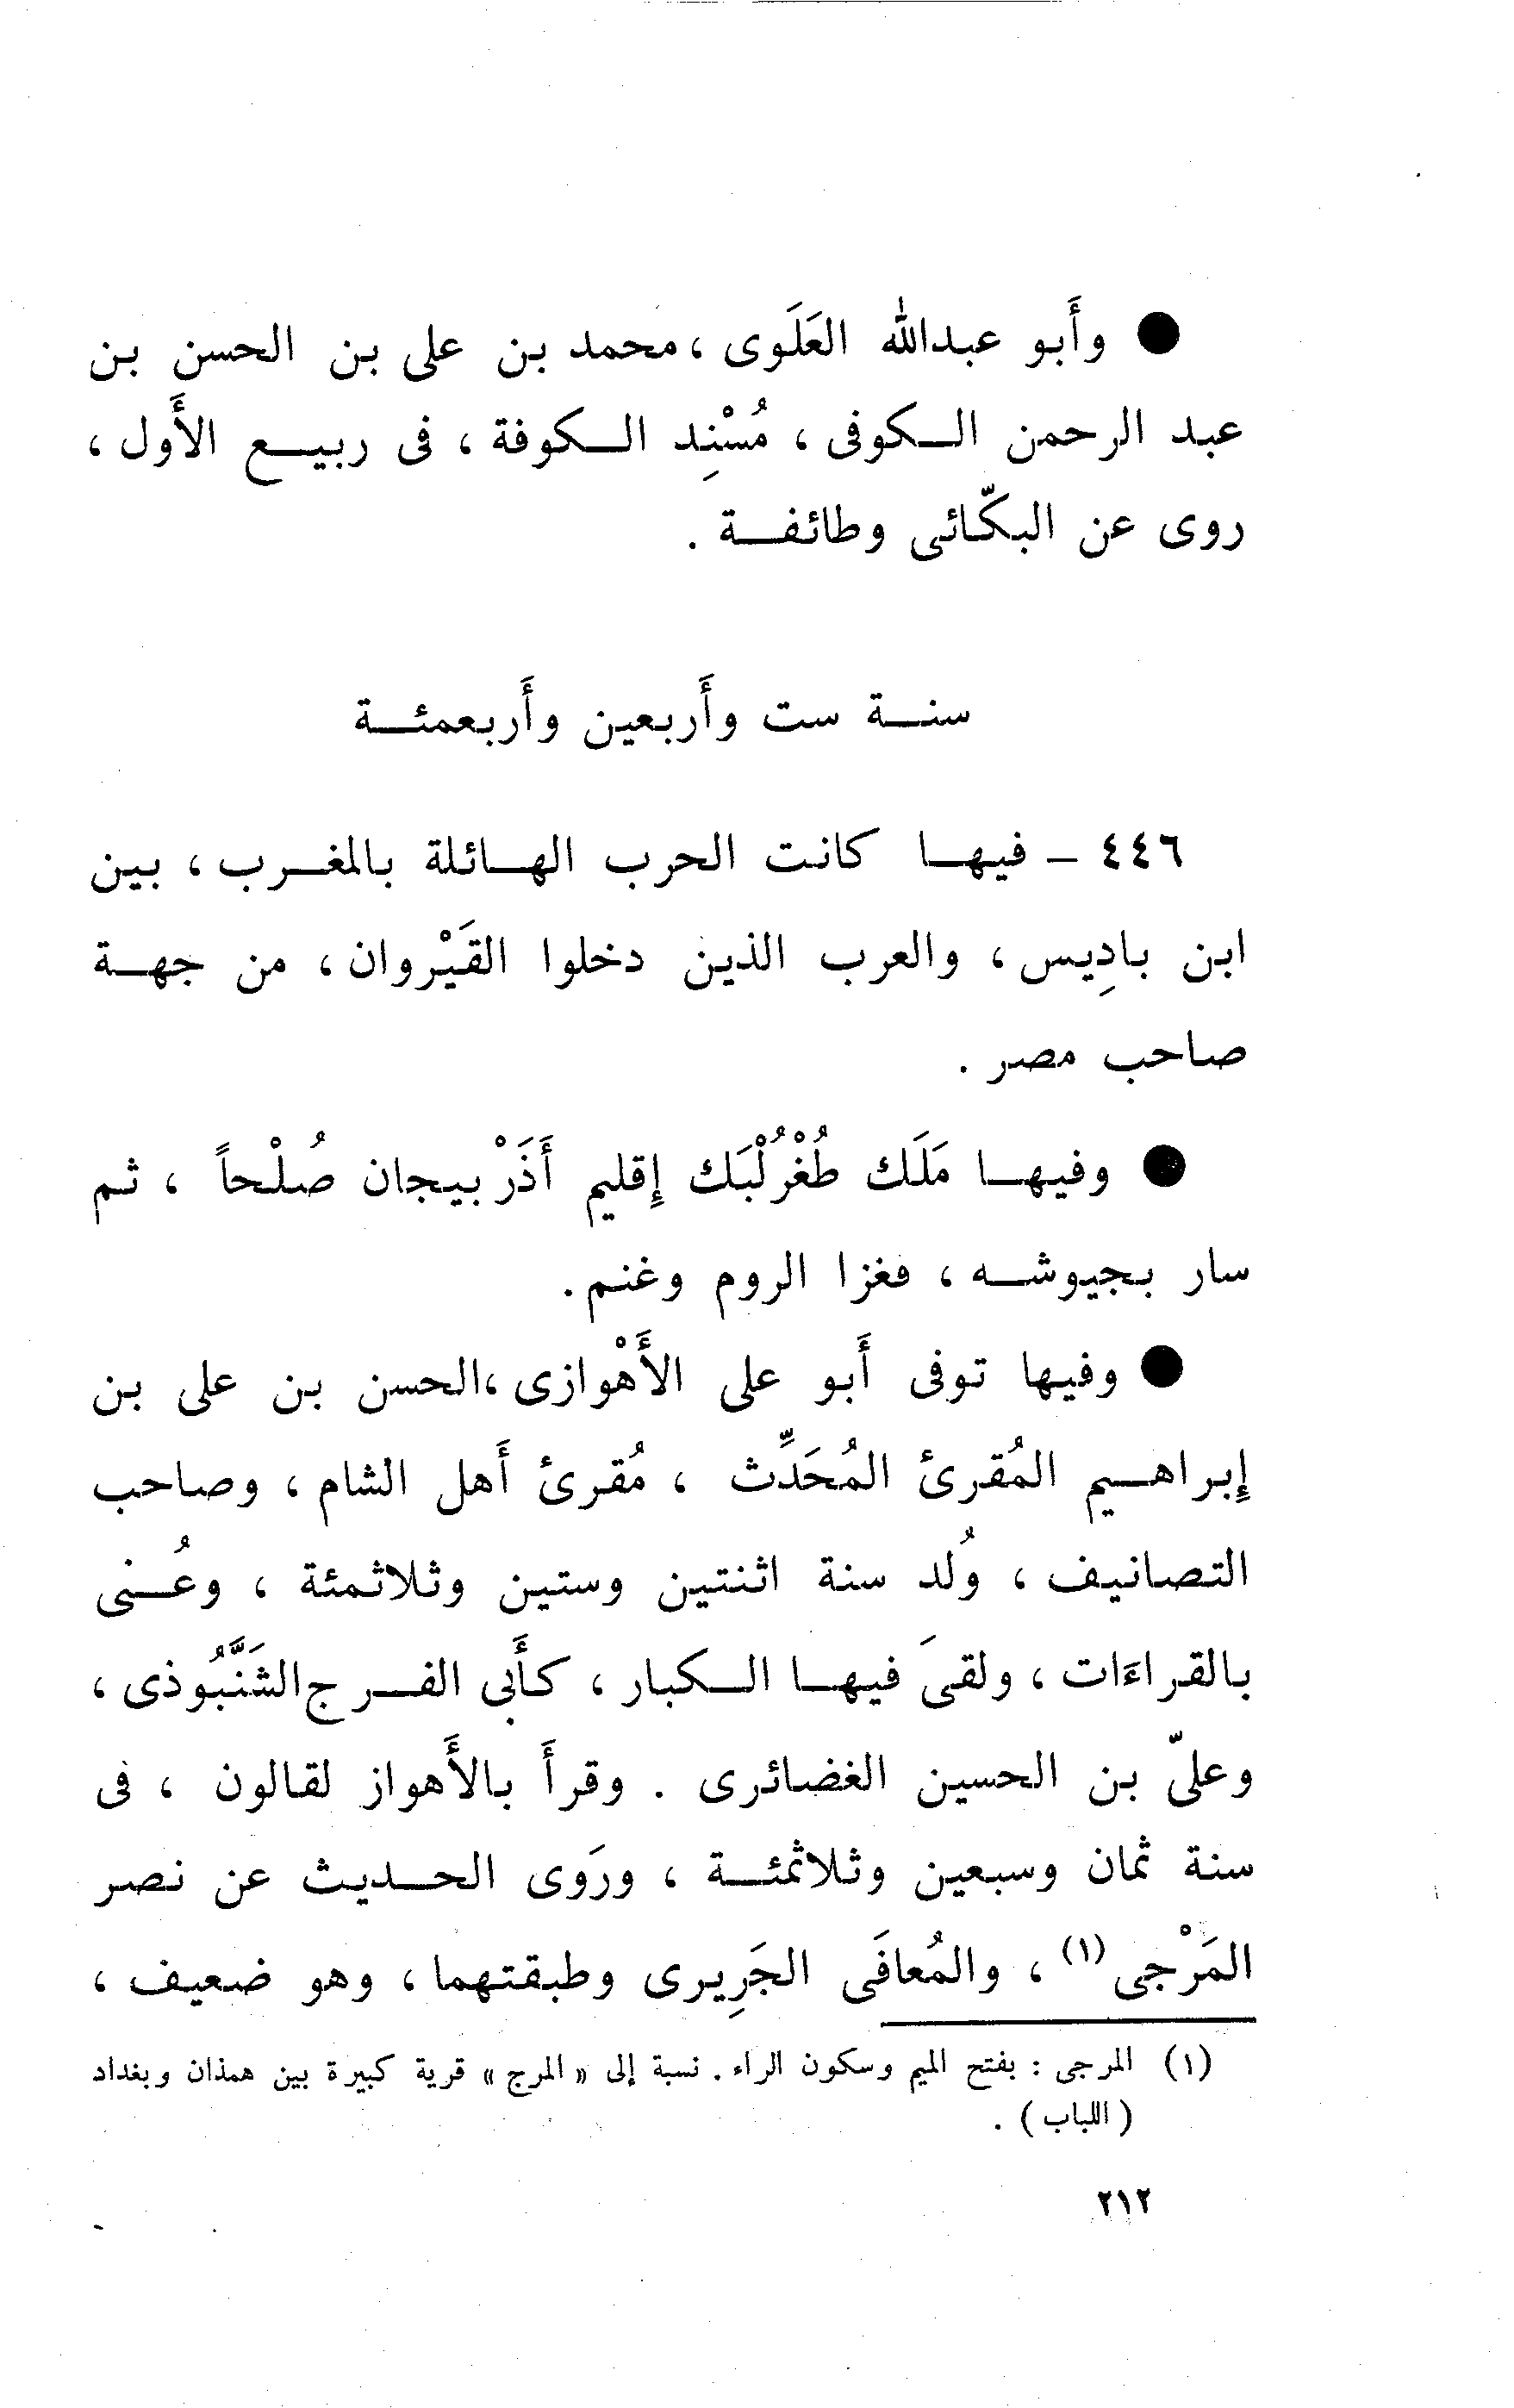 ● وأَبو عبدالله العَلَوى ، محمد بن على بن الحسن بن
عبد الرحمن الكوفى ، مُسْنِد الكوفة ، فى ربيع الأَول ،
روى عن البكّائى وطائفة .
سنة ست وأَربعين وأَربعمئة
٤٤٦ – فيها كانت الحرب الهائلة بالمغرب ، بين
ابن بادِيس ، والعرب الذين دخلوا القَيْروان ، من جهة
صاحب مصر .
● وفيها مَلَك طُغْرُلْبَك إقليم أَذَرْبيجان صُلْحاً ، ثم
سار بجيوشه ، فغزا الروم وغنم .
● وفيها توفى أَبو على الأَهْوازى ، الحسن بن على بن
إبراهيم المُقرئ المُحَدِّث ، مُقرئ أَهل الشام ، وصاحب
التصانيف ، وُلد سنة اثنتين وستين وثلاثمئة ، وعُنى
بالقراءَات ، ولقىَ فيها الكبار ، كأَبى الفرج الشَنَّبُوذى ،
وعلىّ بن الحسين الغضائرى . وقرأَ بالأَهواز لقالون ، فى
سنة ثمان وسبعين وثلاثمئة ، وروَى الحديث عن نصر
المَرْجى (١) ، والمُعافَى الجَرِيرى وطبقتهما ، وهو ضعيف ،
(١) المرجى : بفتح الميم وسكون الراء . نسبة إلى « المرج » قرية كبيرة بين همذان وبغداد
( اللباب ) .
٢١٢